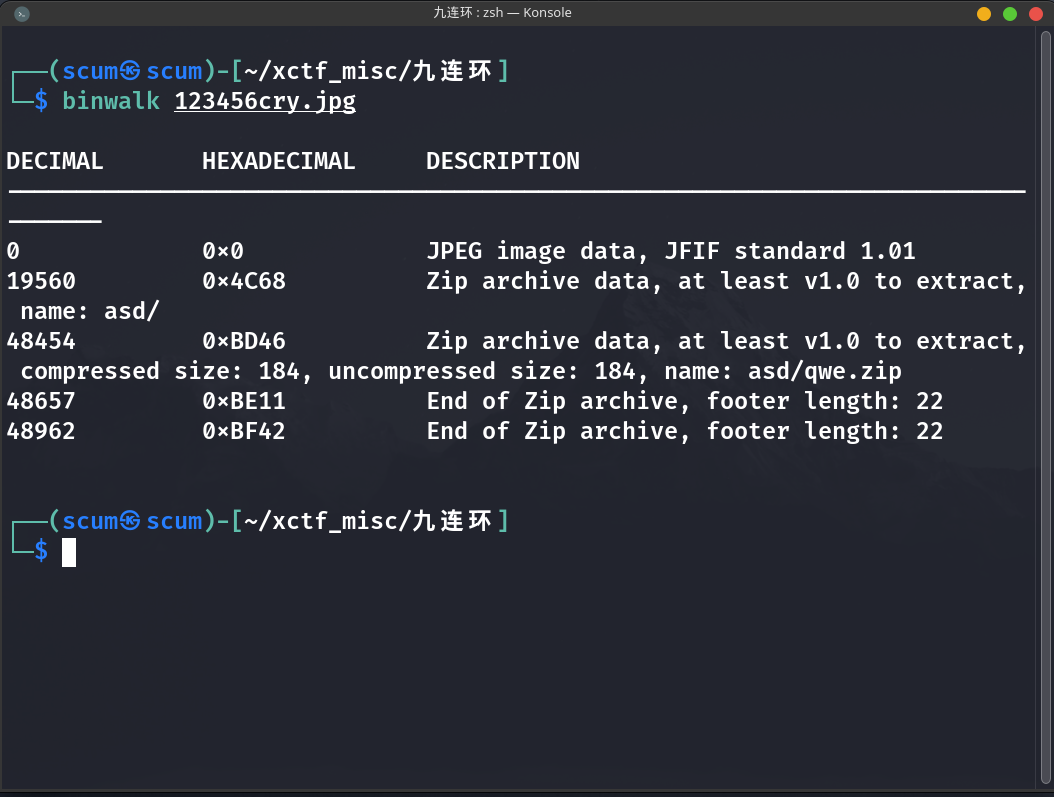 九连环 : zsh — Konsole
┌──(scum㉿scum)-[~/xctf_misc/九连环]
└─$ binwalk 123456cry.jpg
DECIMAL       HEXADECIMAL     DESCRIPTION
0             0×0             JPEG image data, JFIF standard 1.01
19560         0×4C68          Zip archive data, at least v1.0 to extract,
 name: asd/
48454         0×BD46          Zip archive data, at least v1.0 to extract,
 compressed size: 184, uncompressed size: 184, name: asd/qwe.zip
48657         0×BE11          End of Zip archive, footer length: 22
48962         0×BF42          End of Zip archive, footer length: 22
┌──(scum㉿scum)-[~/xctf_misc/九连环]
└─$